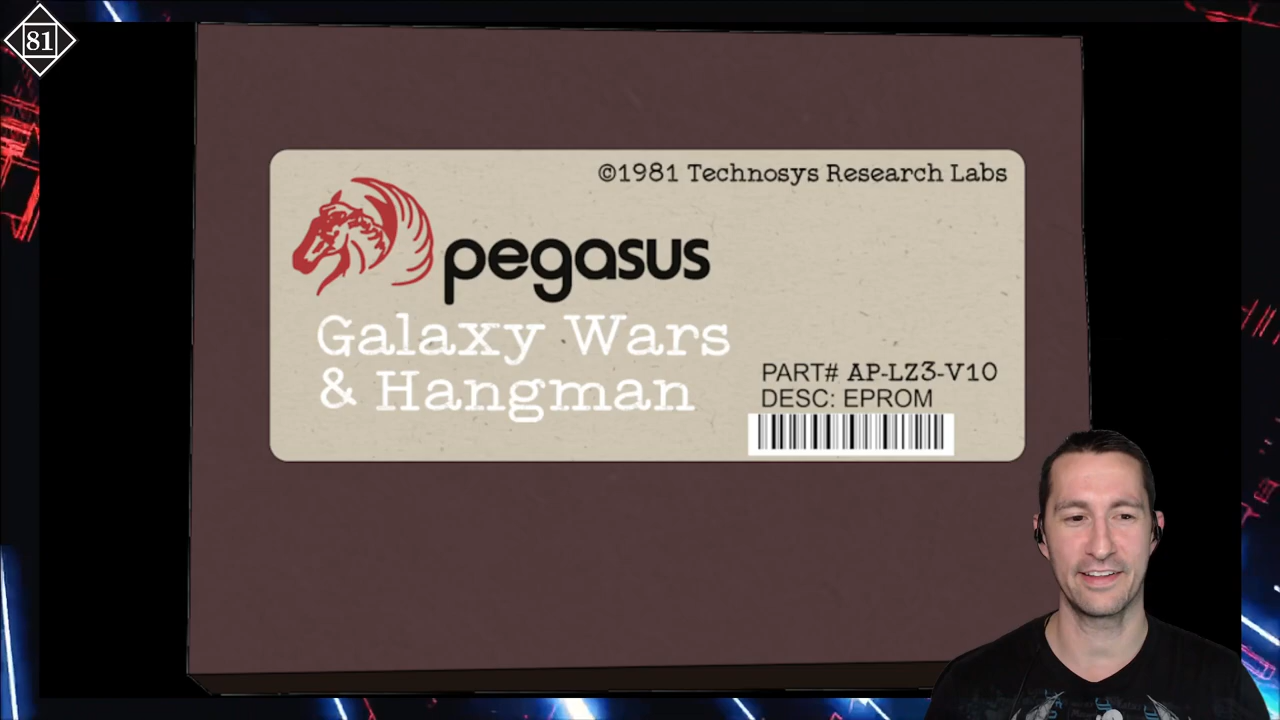 81
©1981 Technosys Research Labs
pegasus
Galaxy Wars
& Hangman
PART# AP-LZ3-V10
DESC: EPROM